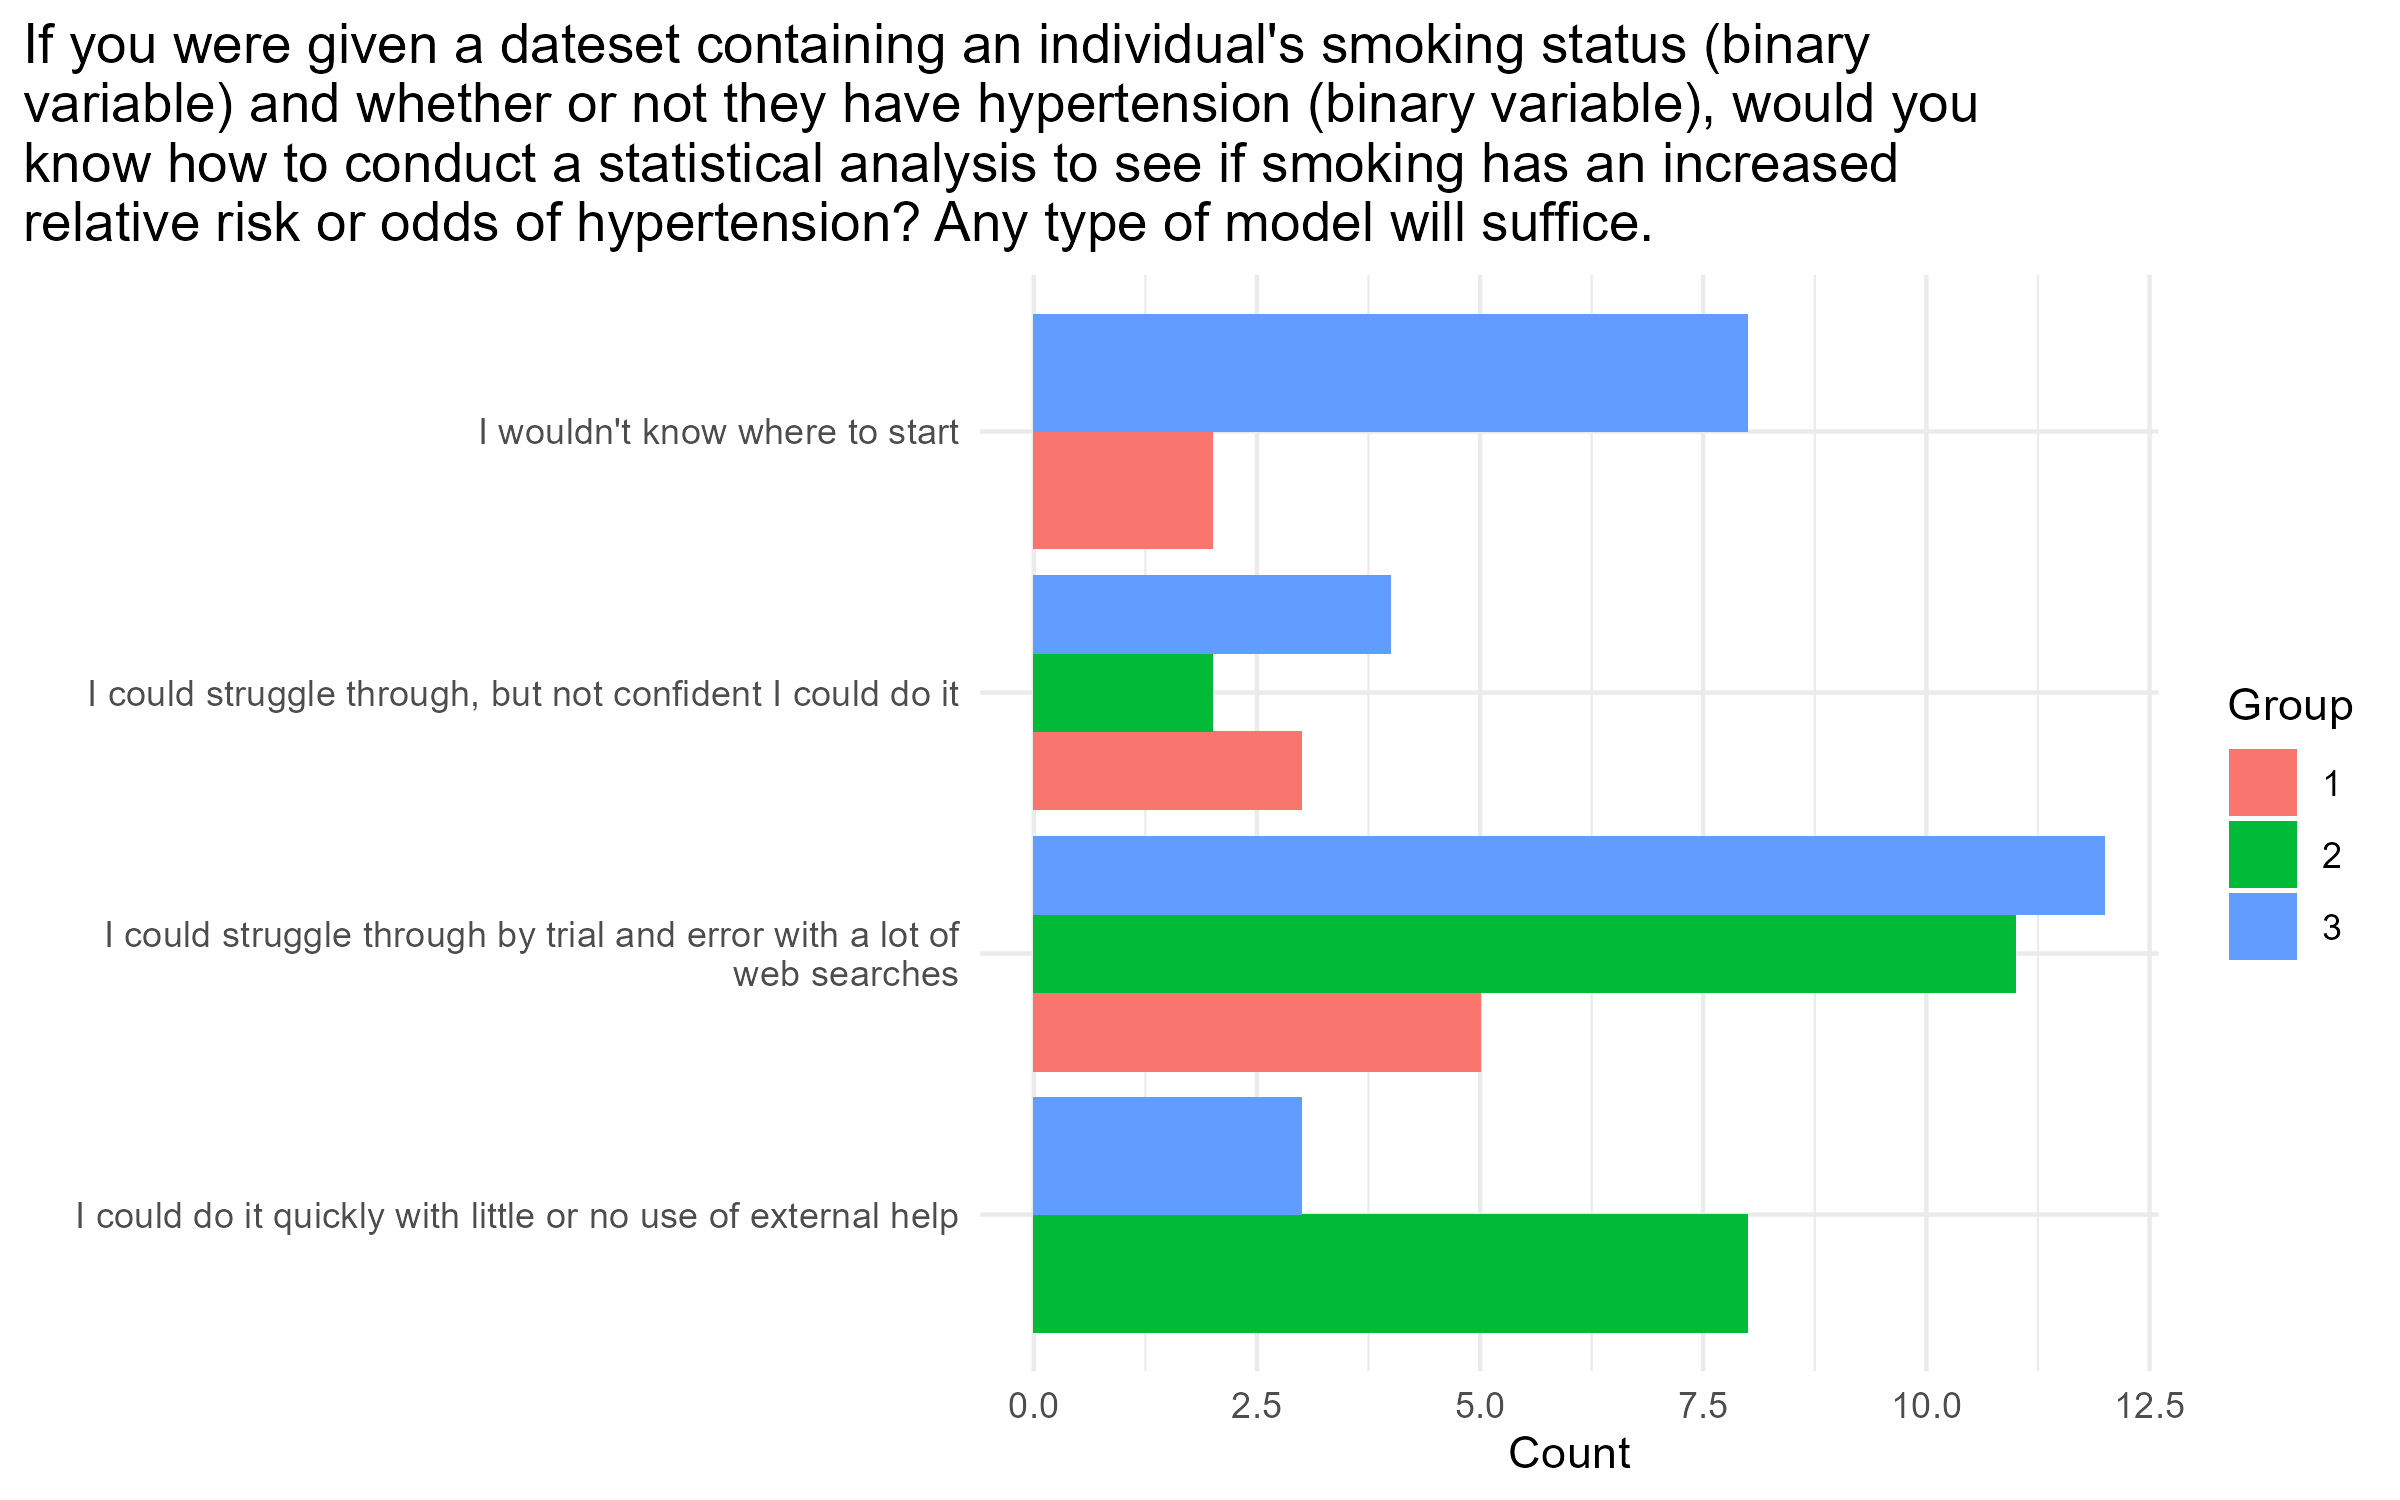 If you were given a dateset containing an individual's smoking status (binary
variable) and whether or not they have hypertension (binary variable), would you
know how to conduct a statistical analysis to see if smoking has an increased
relative risk or odds of hypertension? Any type of model will suffice.
I wouldn't know where to start
I could struggle through, but not confident I could do it
I could struggle through by trial and error with a lot of
web searches
I could do it quickly with little or no use of external help
0.0
2.5
5.0
7.5
10.0
12.5
Count
Group
1
2
3